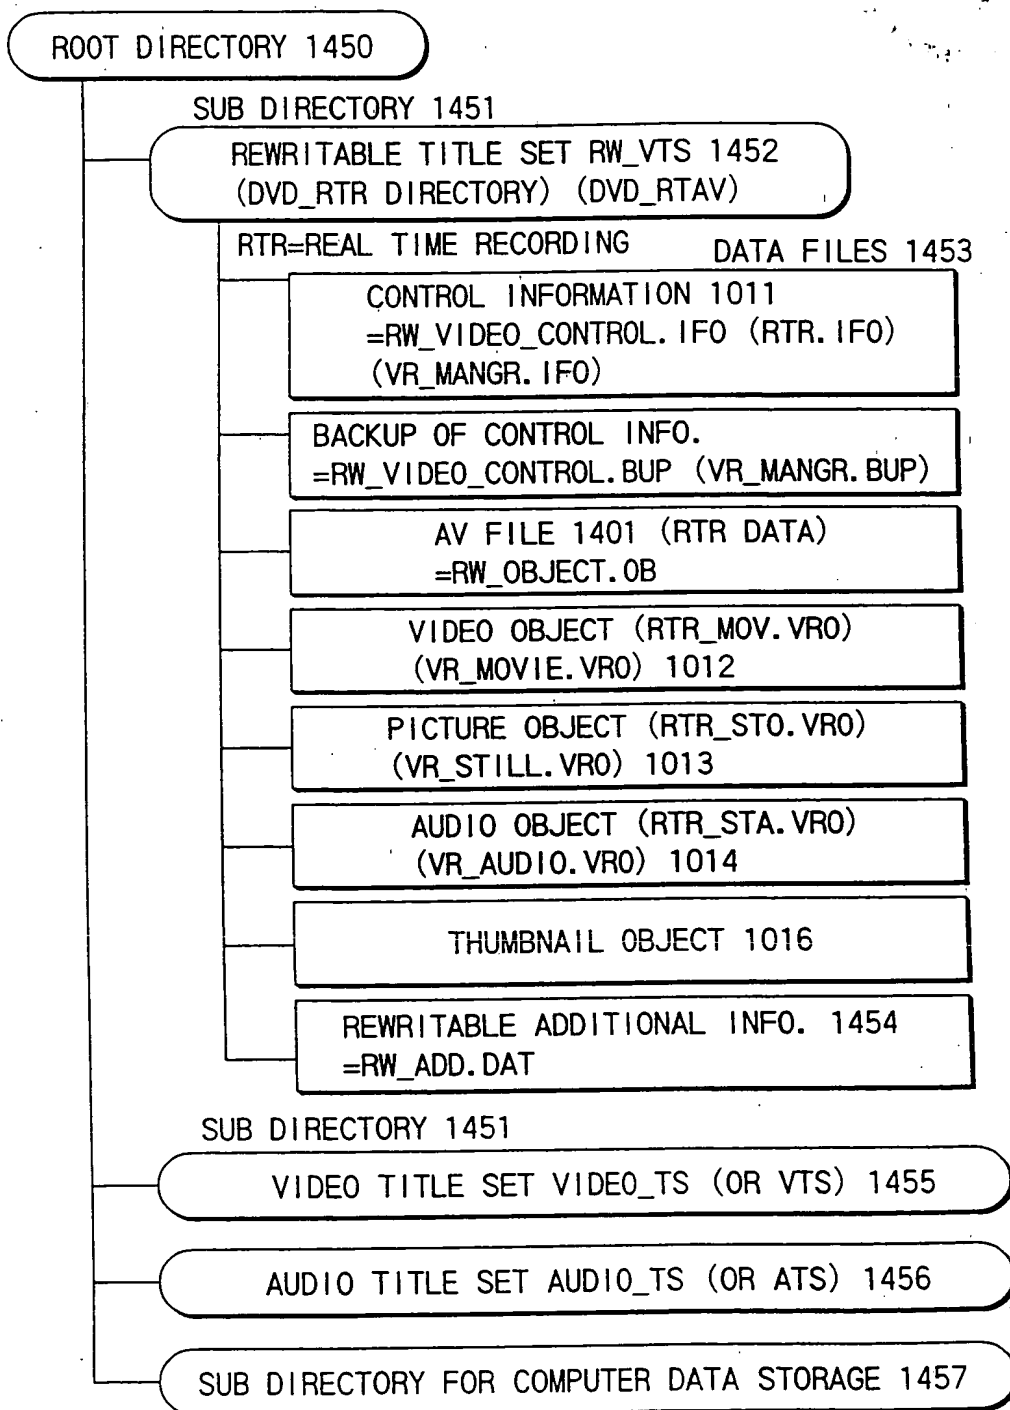 ROOT DIRECTORY 1450
SUB DIRECTORY 1451
REWRITABLE TITLE SET RW_VTS 1452
(DVD_RTR DIRECTORY) (DVD_RTAV)
RTR=REAL TIME RECORDING
DATA FILES 1453
CONTROL INFORMATION 1011
=RW_VIDEO_CONTROL.IFO (RTR.IFO)
(VR_MANGR.IFO)
BACKUP OF CONTROL INFO.
=RW_VIDEO_CONTROL.BUP (VR_MANGR.BUP)
AV FILE 1401 (RTR DATA)
=RW_OBJECT.OB
VIDEO OBJECT (RTR_MOV.VRO)
(VR_MOVIE.VRO) 1012
PICTURE OBJECT (RTR_STO.VRO)
(VR_STILL.VRO) 1013
AUDIO OBJECT (RTR_STA.VRO)
(VR_AUDIO.VRO) 1014
THUMBNAIL OBJECT 1016
REWRITABLE ADDITIONAL INFO. 1454
=RW_ADD.DAT
SUB DIRECTORY 1451
VIDEO TITLE SET VIDEO_TS (OR VTS) 1455
AUDIO TITLE SET AUDIO_TS (OR ATS) 1456
SUB DIRECTORY FOR COMPUTER DATA STORAGE 1457